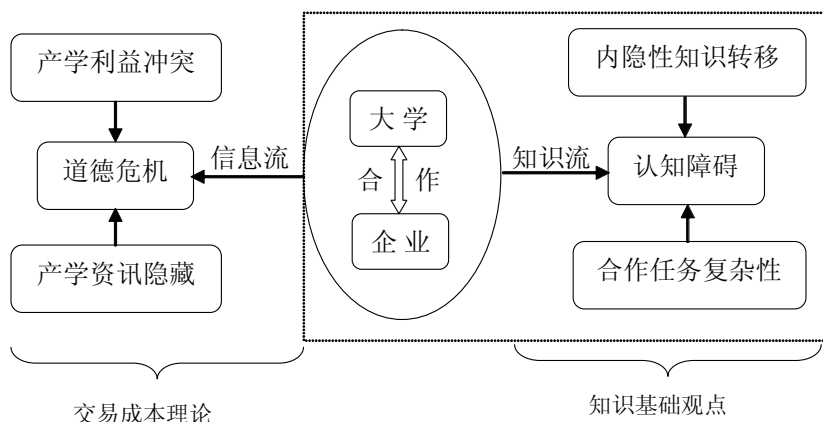 产学利益冲突
道德危机
产学资讯隐藏
信息流
大 学
合 作
企 业
知识流
内隐性知识转移
认知障碍
合作任务复杂性
交易成本理论
知识基础观点